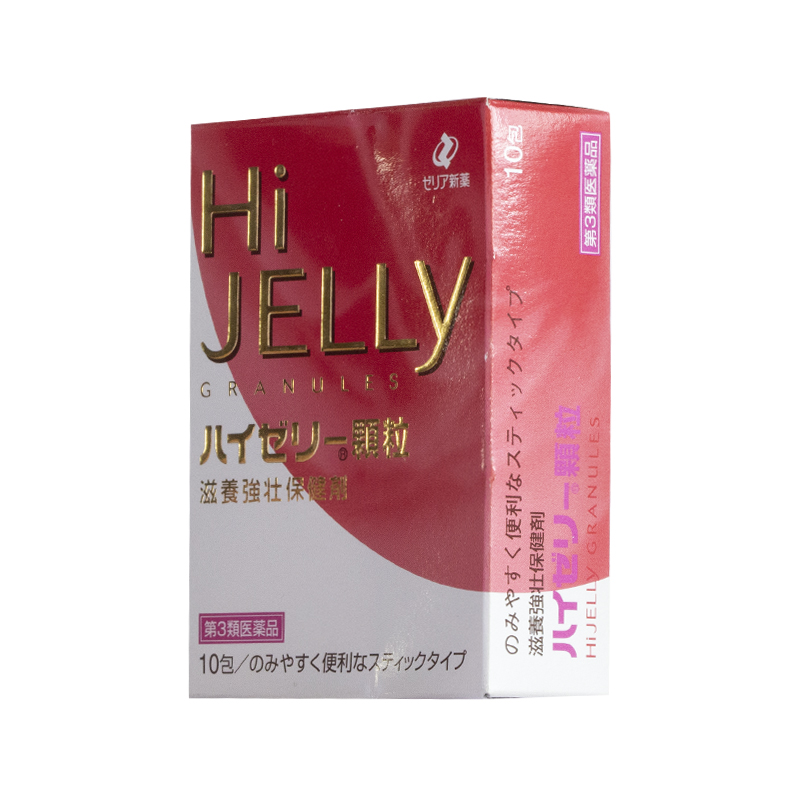 ゼリア新薬
Hi
JELLY
GRANULES
ハイゼリー®顆粒
滋養強壮保健剤
第3類医薬品
10包/のみやすく便利なスティックタイプ
10包
第3類医薬品
のみやすく便利なスティックタイプ
滋養強壮保健剤
ハイゼリー®顆粒
HiJELLY GRANULES